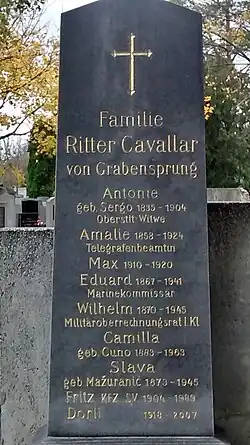 Familie
Ritter Cavallar
von Grabensprung
Antonie
geb. Sergo 1835 - 1904
Oberstlt Witwe
Amalie 1858 - 1924
Telegrafenbeamtin
Max 1910 - 1920
Eduard 1867 - 1941
Marinekommissar
Wilhelm 1870 - 1945
Militäroberrechnungsrat I.Kl
Camilla
geb. Cuno 1883 - 1963
Slava
geb Mažuranić 1873 - 1945
Fritz Kfz SV 1904 - 1989
Dorli 1918 - 2007